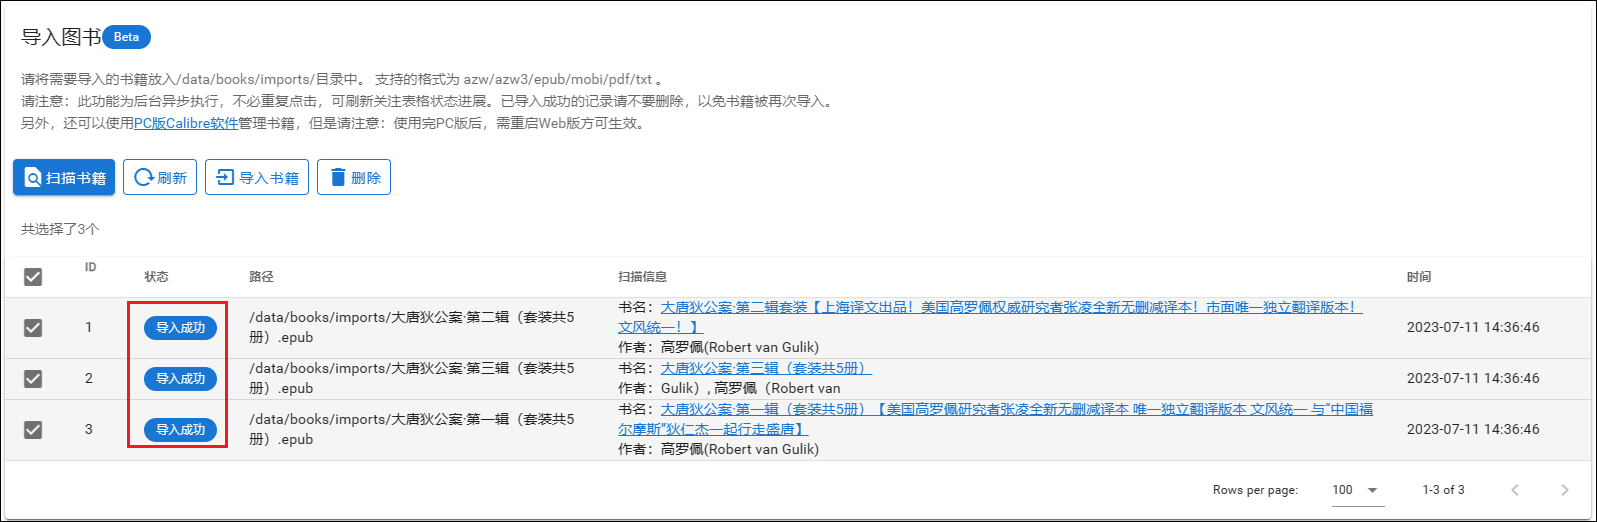 导入图书 Beta
请将需要导入的书籍放入/data/books/imports/目录中。 支持的格式为 azw/azw3/epub/mobi/pdf/txt 。
请注意：此功能为后台异步执行，不必重复点击，可刷新关注表格状态进展。已导入成功的记录请不要删除，以免书籍被再次导入。
另外，还可以使用PC版Calibre软件管理书籍，但是请注意：使用完PC版后，需重启Web版方可生效。
扫描书籍 刷新 导入书籍 删除
共选择了3个
ID 状态 路径 扫描信息 时间
1 导入成功 /data/books/imports/大唐狄公案·第二辑（套装共5
册）.epub
书名：大唐狄公案·第二辑套装【上海译文出品！美国高罗佩权威研究者张凌全新无删减译本！市面唯一独立翻译版本！
文风统一！】
作者：高罗佩(Robert van Gulik)
2023-07-11 14:36:46
2 导入成功 /data/books/imports/大唐狄公案·第三辑（套装共5
册）.epub
书名：大唐狄公案·第三辑（套装共5册）
作者：Gulik）, 高罗佩（Robert van
2023-07-11 14:36:46
3 导入成功 /data/books/imports/大唐狄公案·第一辑（套装共5
册）.epub
书名：大唐狄公案·第一辑（套装共5册）【美国高罗佩研究者张凌全新无删减译本 唯一独立翻译版本 文风统一 与“中国福
尔摩斯”狄仁杰一起行走盛唐】
作者：高罗佩(Robert van Gulik)
2023-07-11 14:36:46
Rows per page: 100 1-3 of 3